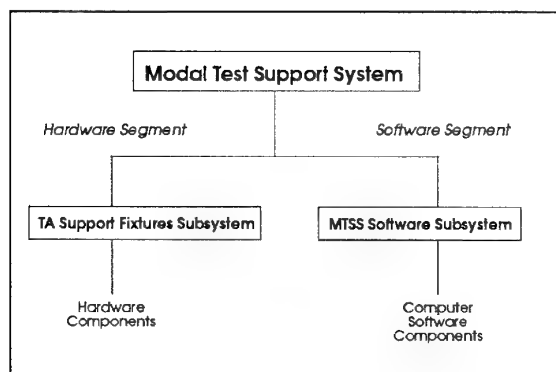 Modal Test Support System
Hardware Segment
Software Segment
TA Support Fixtures Subsystem
MTSS Software Subsystem
Hardware
Components
Computer
Software
Components